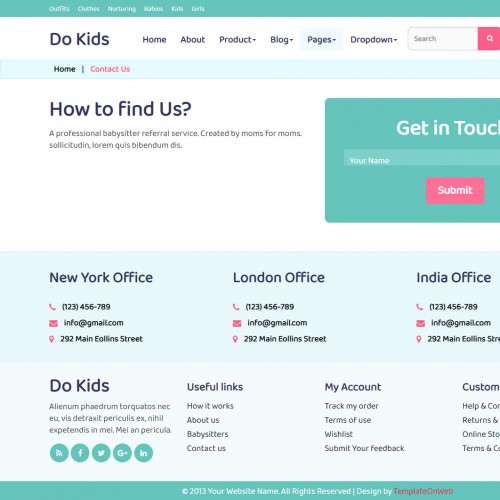 Outfits Clothes Nurturing Babies Kids Girls
Do Kids Home About Product Blog Pages Dropdown Search
Home | Contact Us
How to find Us?
A professional babysitter referral service. Created by moms for moms.
sollicitudin, lorem quis bibendum dis.
Get in Touc
Your Name
Submit
New York Office
(123) 456-789
info@gmail.com
292 Main Eollins Street
London Office
(123) 456-789
info@gmail.com
292 Main Eollins Street
India Office
(123) 456-789
info@gmail.com
292 Main Eollins Street
Do Kids
Alienum phaedrum torquatos nec
eu, vis detraxit periculis ex, nihil
expetendis in mei. Mei an pericula.
Useful links
How it works
About us
Babysitters
Contact us
My Account
Track my order
Terms of use
Wishlist
Submit Your feedback
Custom
Help & Con
Returns &
Online Sto
Terms & Co
© 2013 Your Website Name. All Rights Reserved | Design by TemplateOnWeb